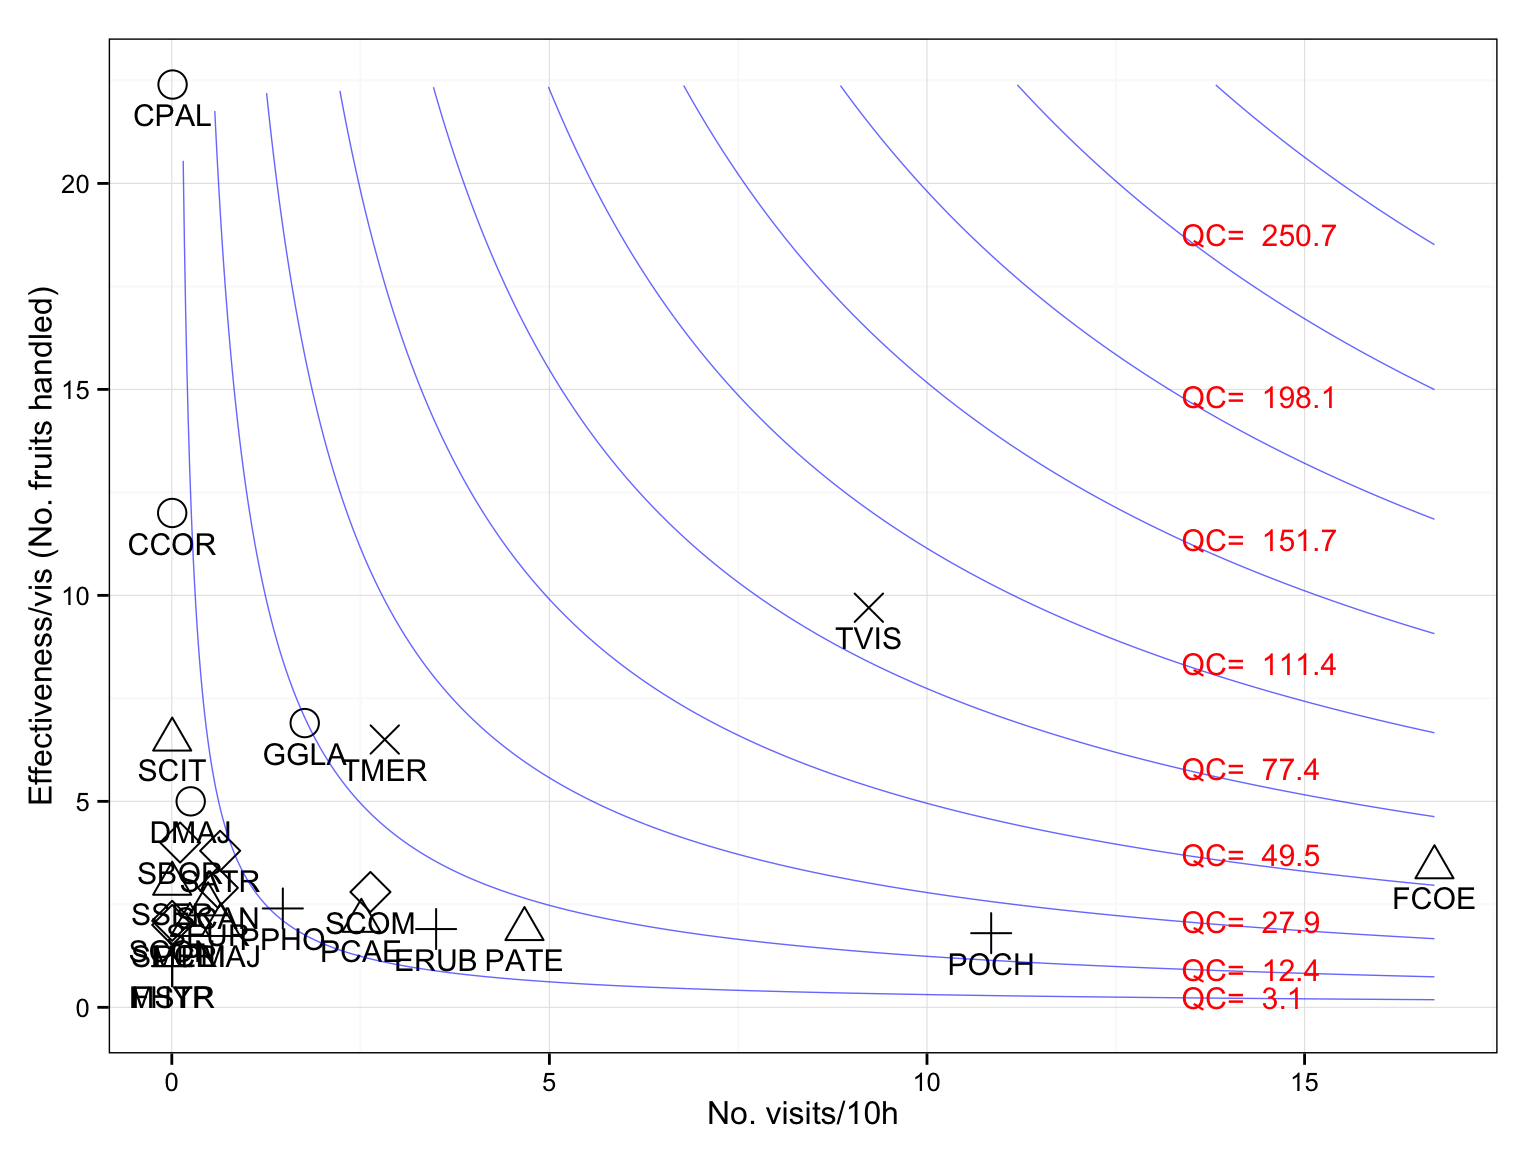 Effectiveness/vis (No. fruits handled)
20
15
10
5
0
CPAL
CCOR
TVIS
GGLA
TMER
SCIT
DMAJ
SBOR
SATR
SCAN
SCOM
PPHO
PCAE
ERUB
PATE
POCH
PMAJ
FCOE
QC= 250.7
QC= 198.1
QC= 151.7
QC= 111.4
QC= 77.4
QC= 49.5
QC= 27.9
QC= 12.4
QC= 3.1
0
5
10
15
No. visits/10h